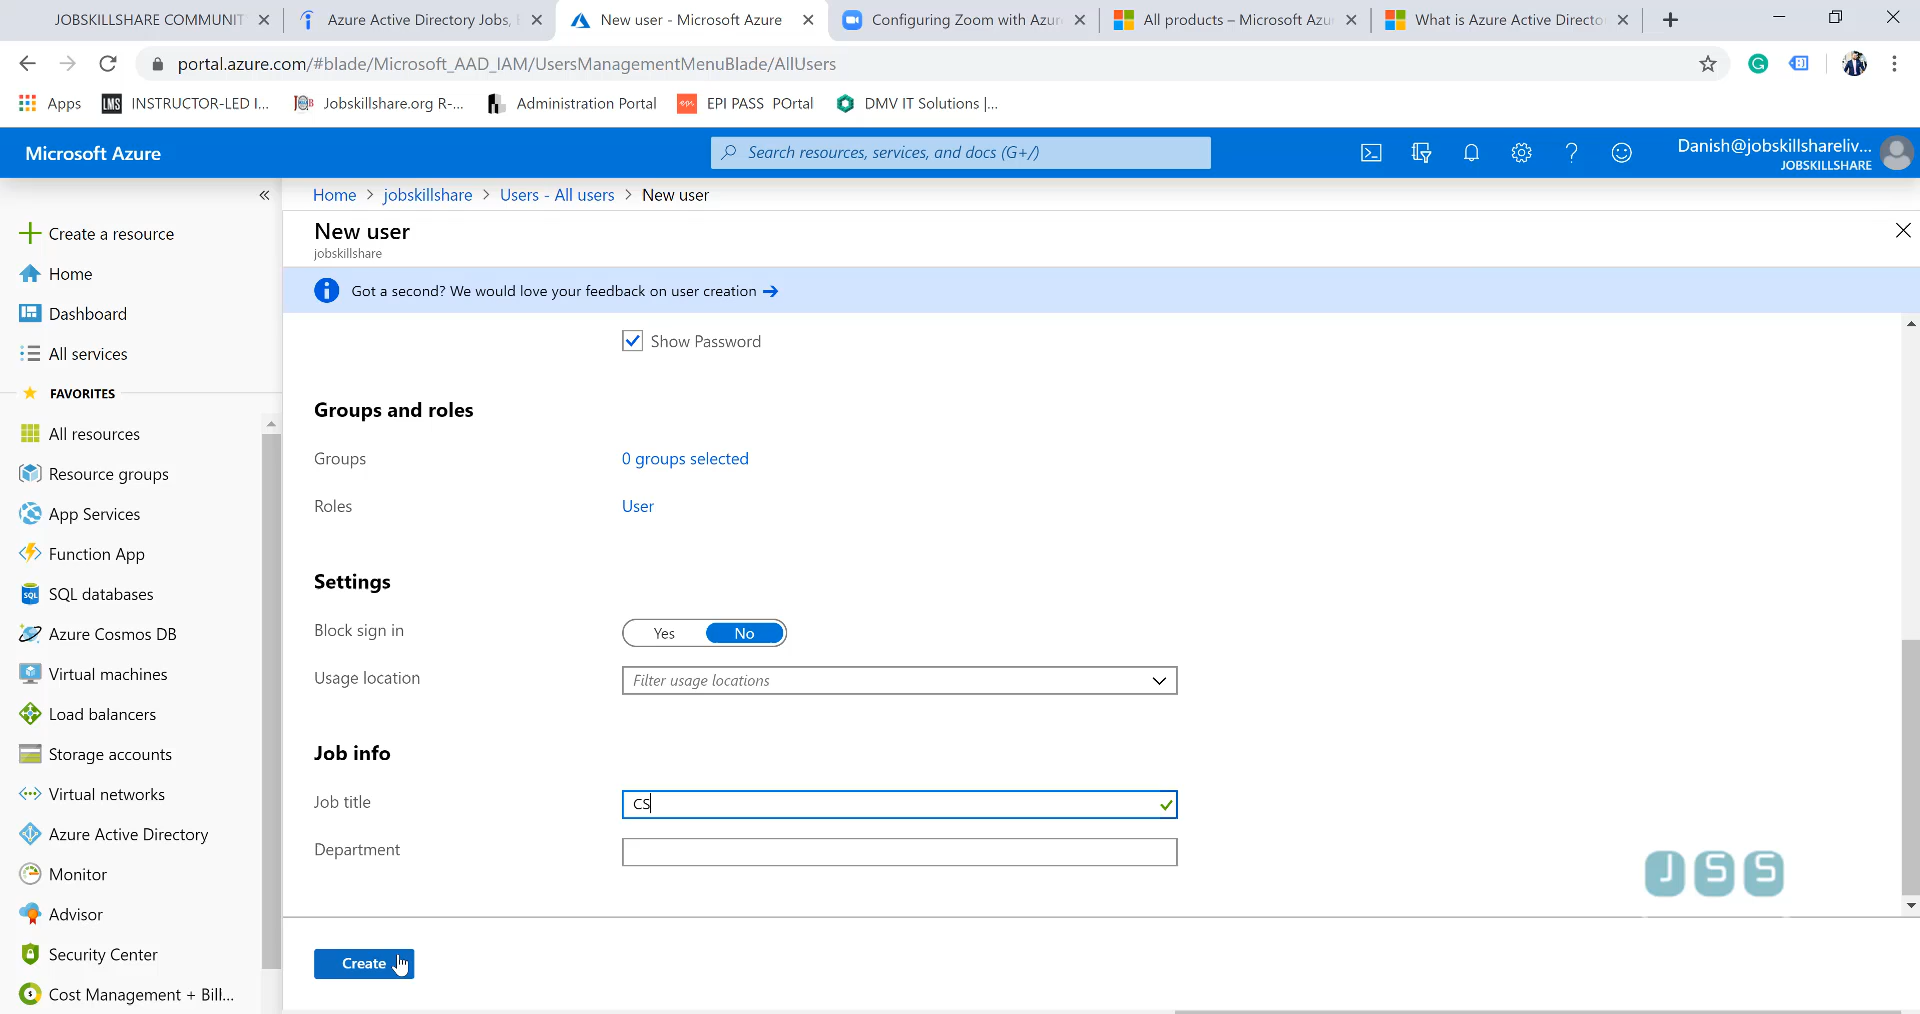 JOBSKILLSHARE COMMUNIT
Azure Active Directory Jobs,
New user - Microsoft Azure
Configuring Zoom with Azur
All products – Microsoft Azur
What is Azure Active Directo
portal.azure.com/#blade/Microsoft_AAD_IAM/UsersManagementMenuBlade/AllUsers
Apps
LMS INSTRUCTOR-LED I...
Jobskillshare.org R-...
Administration Portal
EPI PASS POrtal
DMV IT Solutions |...
Microsoft Azure
Search resources, services, and docs (G+/)
Danish@jobskillshareliv...
JOBSKILLSHARE
Home > jobskillshare > Users - All users > New user
New user
jobskillshare
Got a second? We would love your feedback on user creation →
Create a resource
Home
Dashboard
All services
FAVORITES
All resources
Resource groups
App Services
Function App
SQL databases
Azure Cosmos DB
Virtual machines
Load balancers
Storage accounts
Virtual networks
Azure Active Directory
Monitor
Advisor
Security Center
Cost Management + Bill...
Show Password
Groups and roles
Groups
0 groups selected
Roles
User
Settings
Block sign in
Yes No
Usage location
Filter usage locations
Job info
Job title
CS
Department
JSS
Create